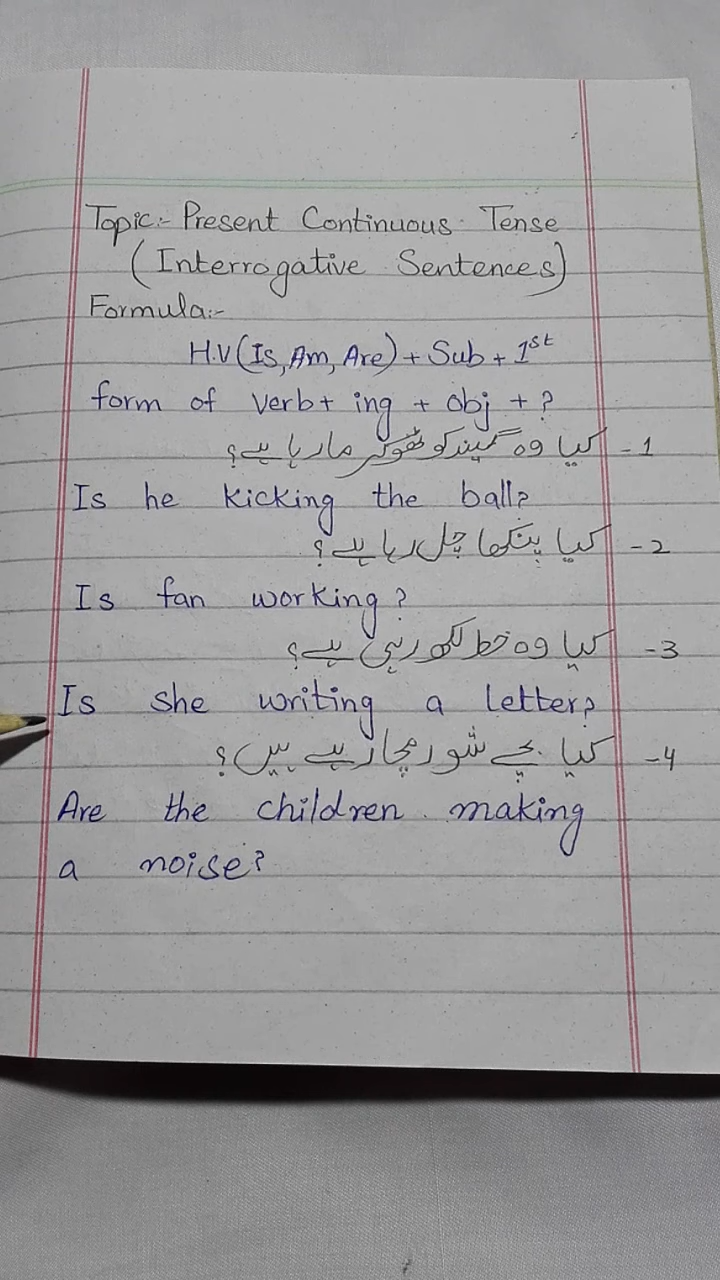 Topic:- Present Continuous Tense
(Interrogative Sentences)
Formula:-
H.V(Is, Am, Are) + Sub + 1st
form of verb + ing + obj + ?
1- کیا وہ گیند کو ٹھوکر مار رہا ہے؟
Is he kicking the ball?
2- کیا پنکھا چل رہا ہے؟
Is fan working?
3- کیا وہ خط لکھ رہی ہے؟
Is she writing a letter?
4- کیا بچے شور مچا رہے ہیں؟
Are the children making
a noise?